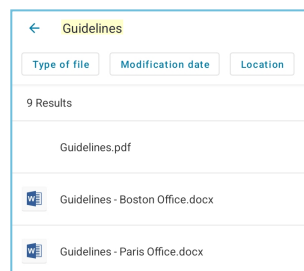 Guidelines
Type of file Modification date Location
9 Results
Guidelines.pdf
Guidelines - Boston Office.docx
Guidelines - Paris Office.docx